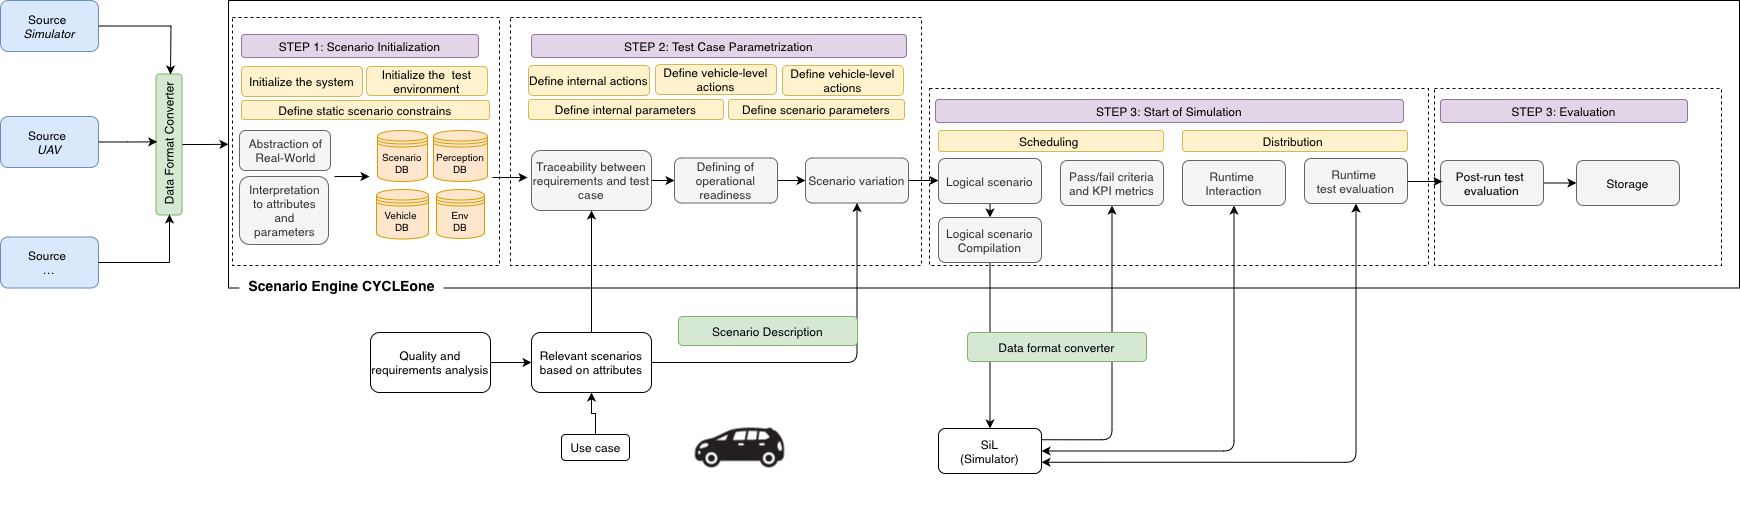 Source
Simulator
Source
UAV
Source
...
Data Format Converter
STEP 1: Scenario Initialization
Initialize the system
Initialize the test
environment
Define static scenario constrains
Abstraction of
Real-World
Interpretation
to attributes
and
parameters
Scenario
DB
Perception
DB
Vehicle
DB
Env
DB
STEP 2: Test Case Parametrization
Define internal actions
Define vehicle-level
actions
Define vehicle-level
actions
Define internal parameters
Define scenario parameters
Traceability between
requirements and test
case
Defining of
operational
readiness
Scenario variation
STEP 3: Start of Simulation
Scheduling
Distribution
Logical scenario
Pass/fail criteria
and KPI metrics
Runtime
Interaction
Runtime
test evaluation
Logical scenario
Compilation
STEP 3: Evaluation
Post-run test
evaluation
Storage
Scenario Engine CYCLEone
Quality and
requirements analysis
Relevant scenarios
based on attributes
Scenario Description
Use case
Data format converter
SiL
(Simulator)